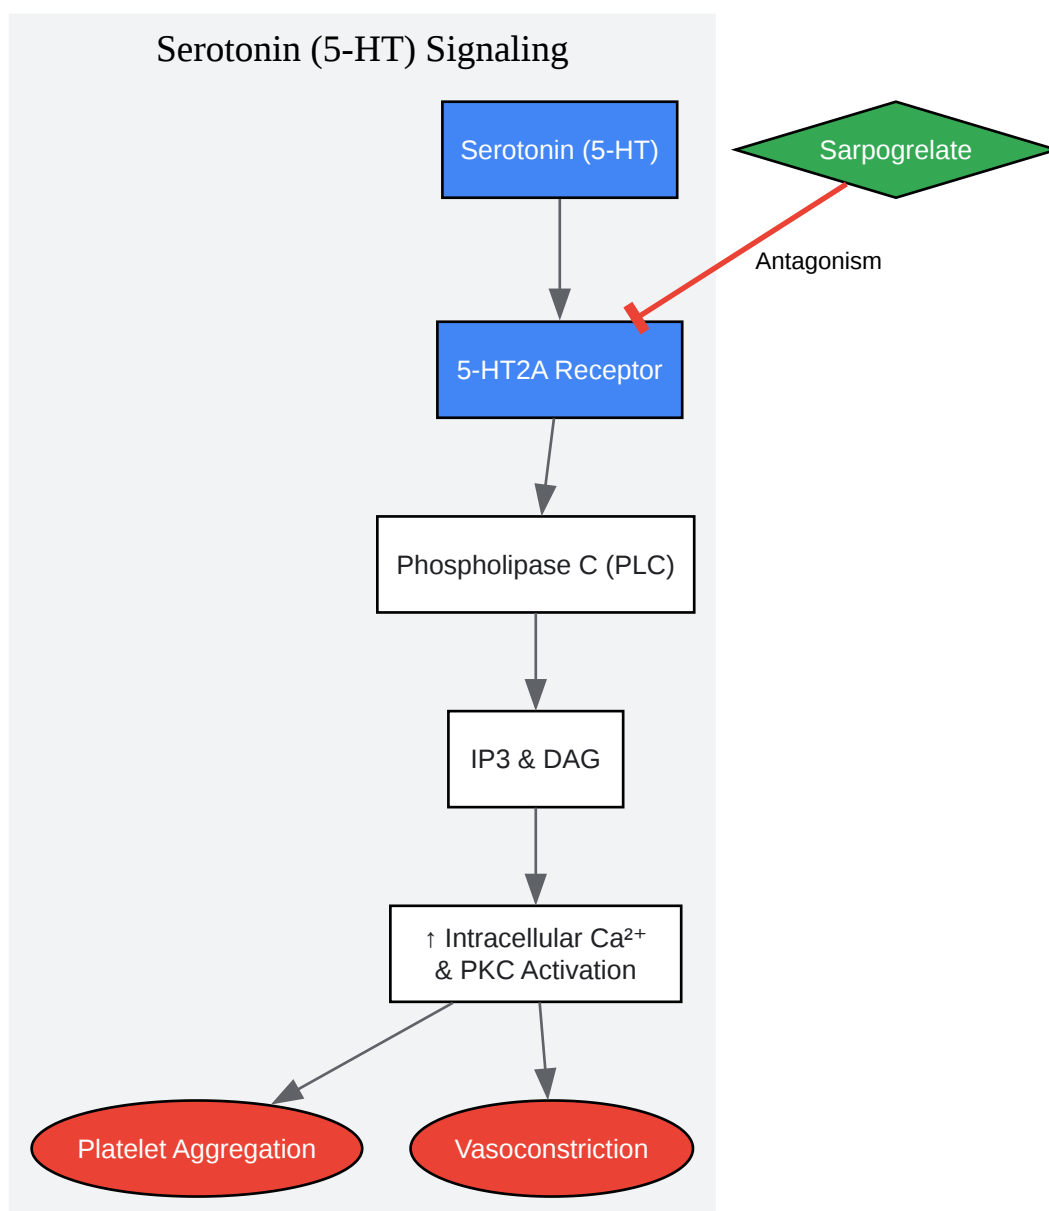 Serotonin (5-HT) Signaling
Serotonin (5-HT)
Sarpogrelate
Antagonism
5-HT2A Receptor
Phospholipase C (PLC)
IP3 & DAG
↑ Intracellular Ca²⁺
& PKC Activation
Platelet Aggregation
Vasoconstriction